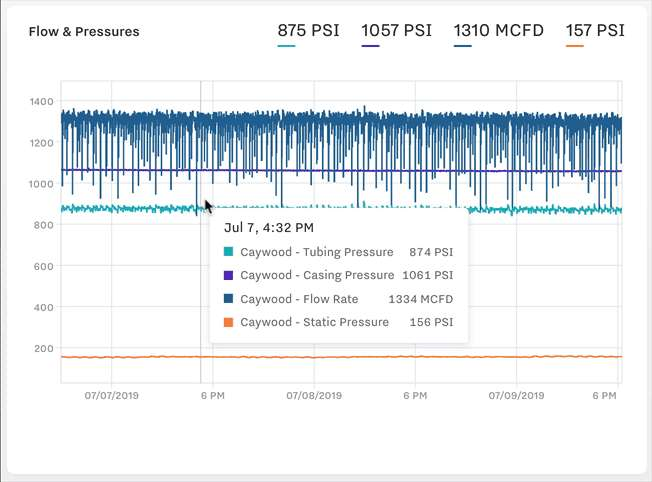 Flow & Pressures
875 PSI 1057 PSI 1310 MCFD 157 PSI
1400
1200
1000
800
600
400
200
Jul 7, 4:32 PM
Caywood - Tubing Pressure 874 PSI
Caywood - Casing Pressure 1061 PSI
Caywood - Flow Rate 1334 MCFD
Caywood - Static Pressure 156 PSI
07/07/2019 6 PM 07/08/2019 6 PM 07/09/2019 6 PM